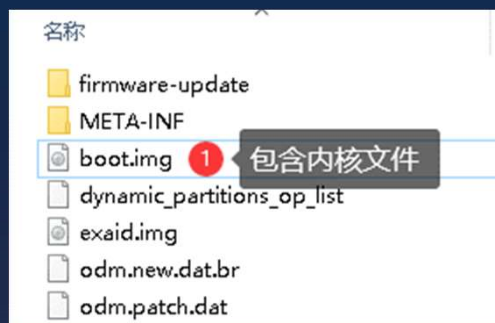 名称
firmware-update
META-INF
boot.img 1 包含内核文件
dynamic_partitions_op_list
exaid.img
odm.new.dat.br
odm.patch.dat